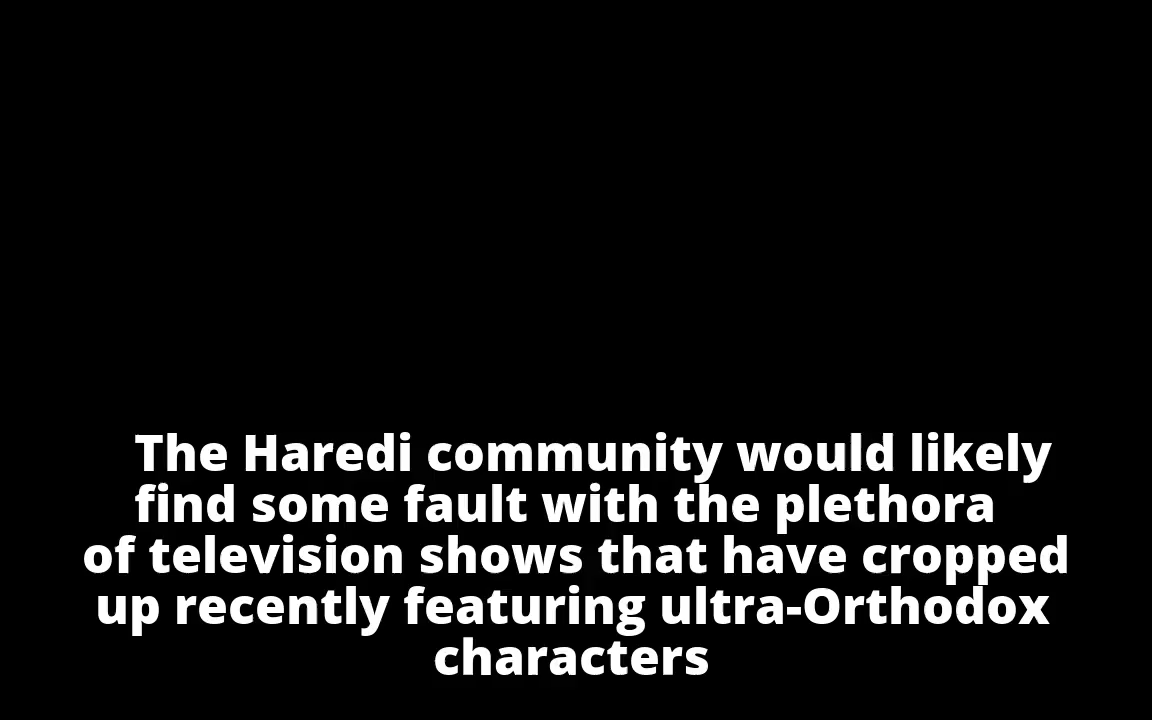 The Haredi community would likely
find some fault with the plethora
of television shows that have cropped
up recently featuring ultra-Orthodox
characters